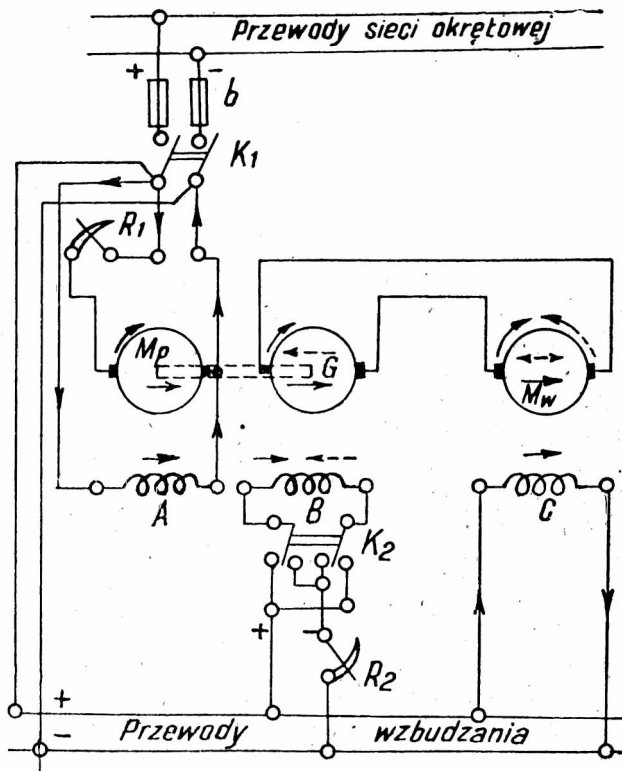 Przewody sieci okrętowej
+ -
b
K1
R1
Mp
G
Mw
A
B
C
K2
+ -
R2
+
Przewody wzbudzania
-